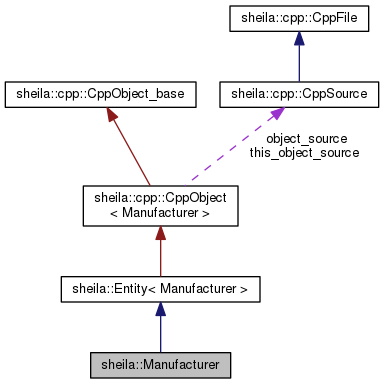 sheila::cpp::CppFile
sheila::cpp::CppObject_base
sheila::cpp::CppSource
object_source
this_object_source
sheila::cpp::CppObject
< Manufacturer >
sheila::Entity< Manufacturer >
sheila::Manufacturer